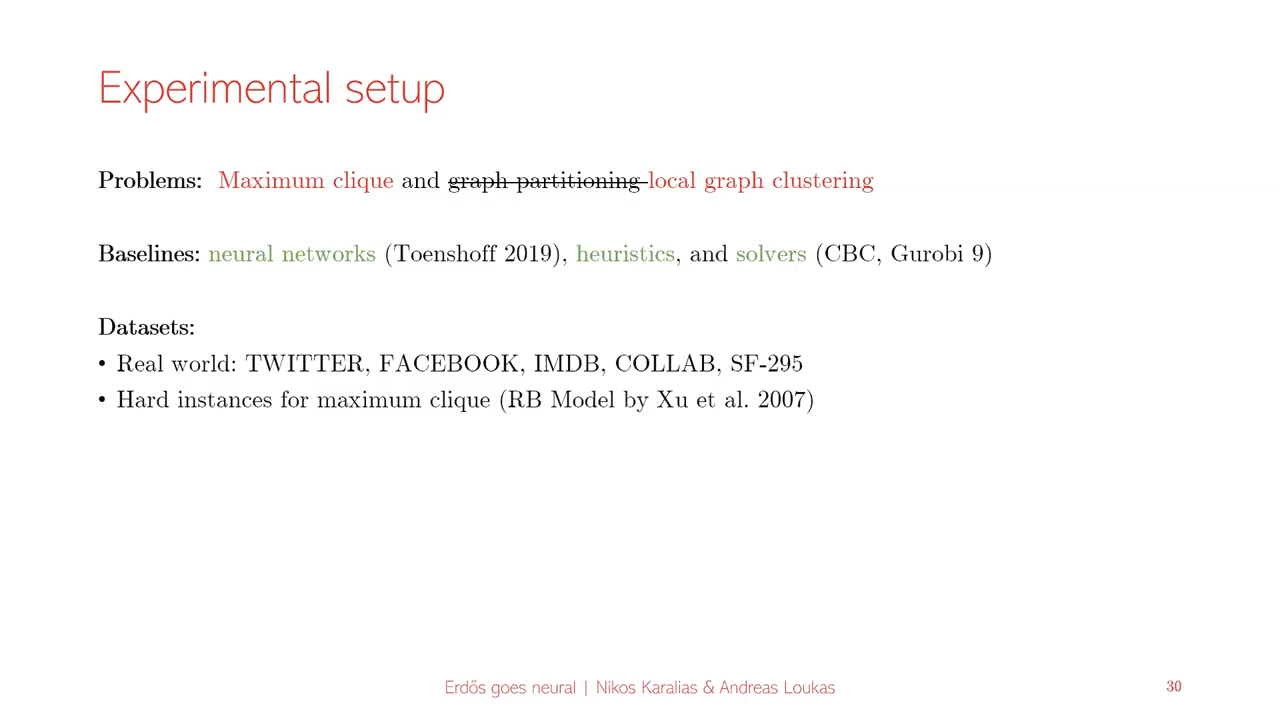 Experimental setup
Problems: Maximum clique and graph partitioning local graph clustering
Baselines: neural networks (Toenshoff 2019), heuristics, and solvers (CBC, Gurobi 9)
Datasets:
• Real world: TWITTER, FACEBOOK, IMDB, COLLAB, SF-295
• Hard instances for maximum clique (RB Model by Xu et al. 2007)
Erdős goes neural | Nikos Karalias & Andreas Loukas
30